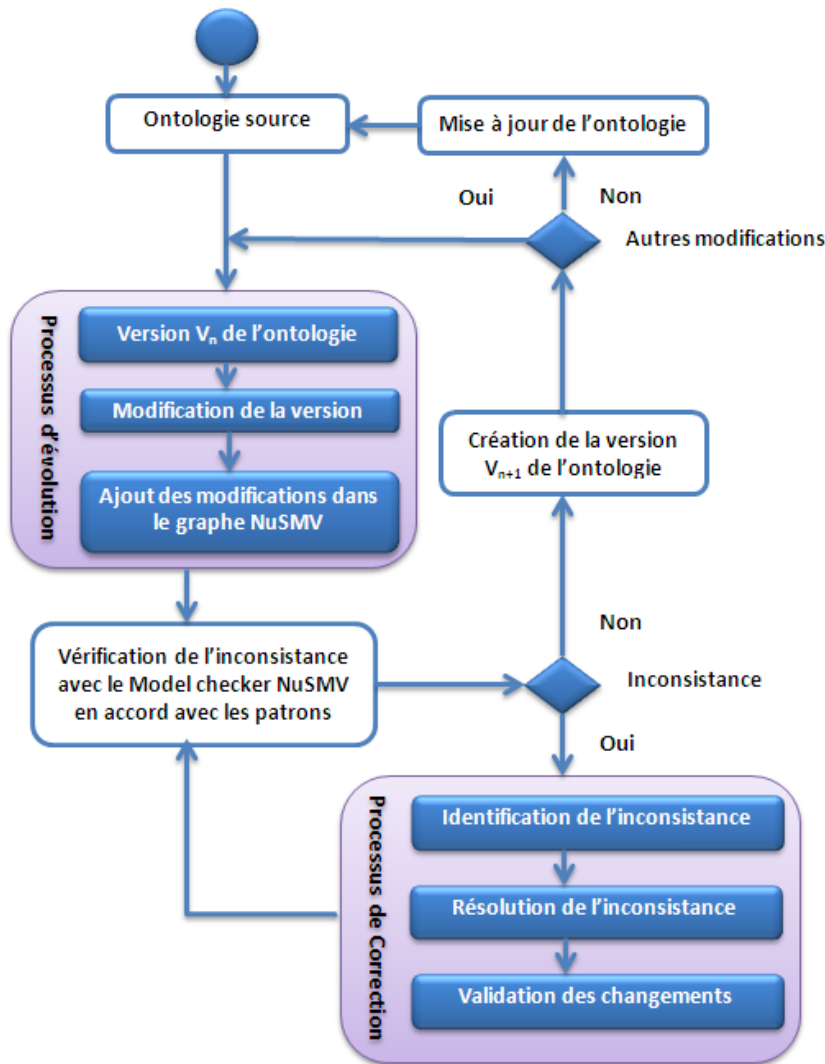 Ontologie source
Mise à jour de l'ontologie
Oui
Non
Autres modifications
Processus d'évolution
Version Vn de l'ontologie
Modification de la version
Ajout des modifications dans
le graphe NuSMV
Création de la version
Vn+1 de l'ontologie
Vérification de l'inconsistance
avec le Model checker NuSMV
en accord avec les patrons
Non
Inconsistance
Oui
Processus de Correction
Identification de l'inconsistance
Résolution de l'inconsistance
Validation des changements